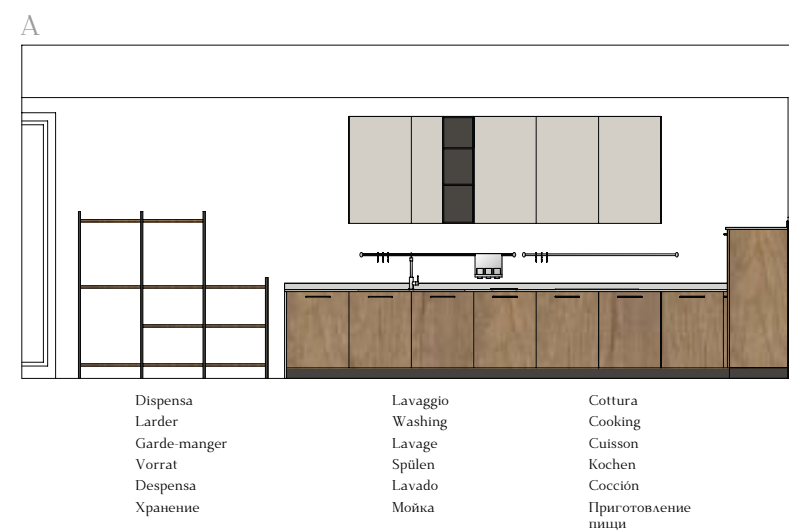 A
Dispensa
Larder
Garde-manger
Vorrat
Despensa
Хранение
Lavaggio
Washing
Lavage
Spülen
Lavado
Мойка
Cottura
Cooking
Cuisson
Kochen
Cocción
Приготовление
пищи